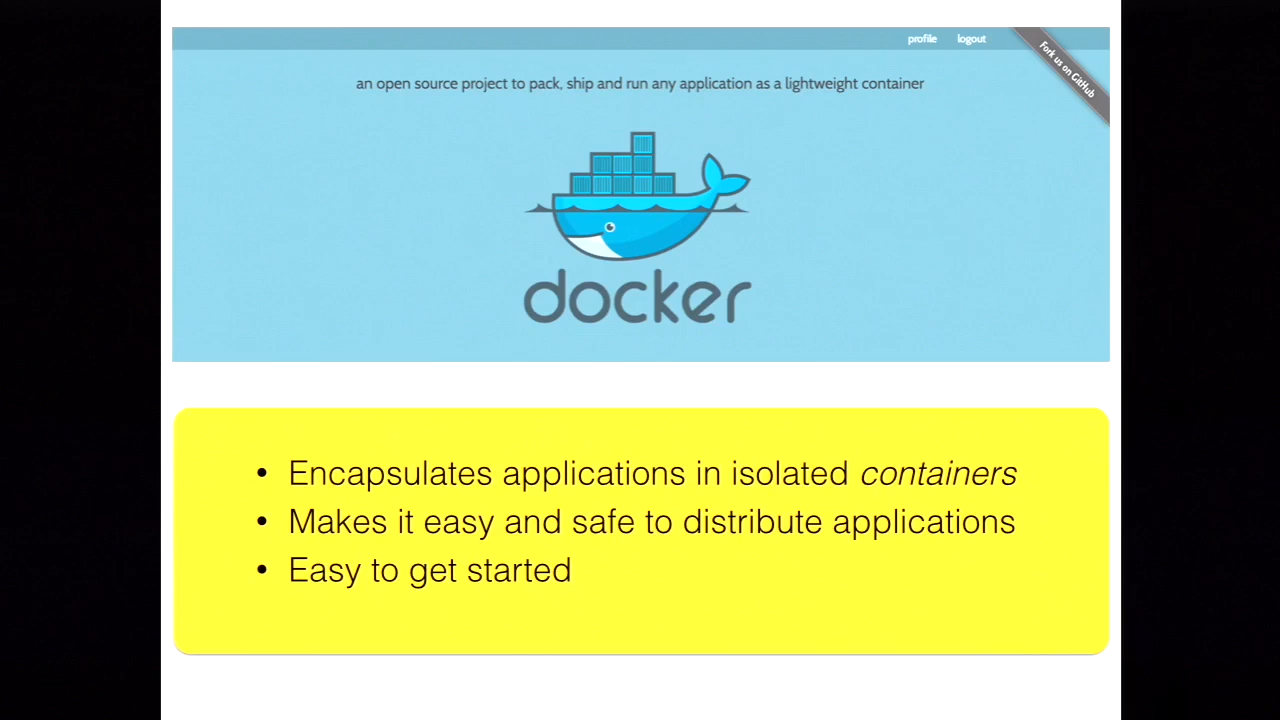 profile logout
Fork us on GitHub
an open source project to pack, ship and run any application as a lightweight container
docker
• Encapsulates applications in isolated containers
• Makes it easy and safe to distribute applications
• Easy to get started